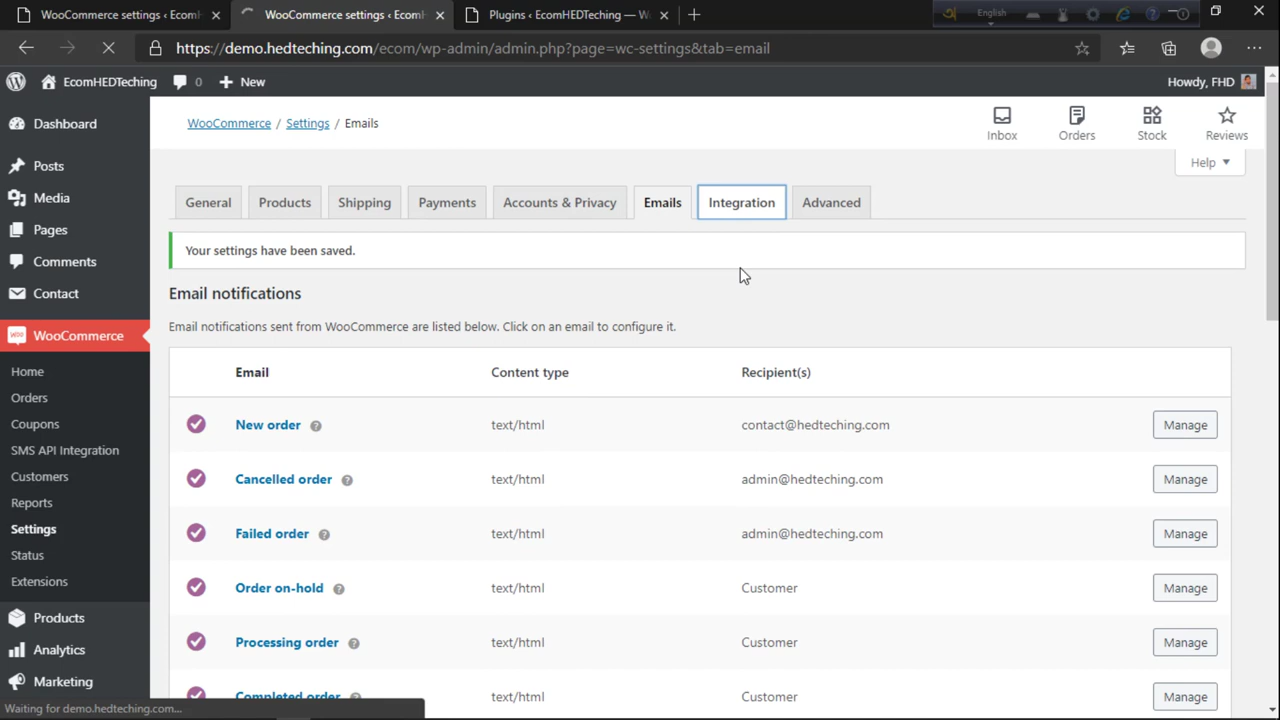 WooCommerce settings ‹ EcomH
WooCommerce settings ‹ EcomH
Plugins ‹ EcomHEDTeching — W
English
https://demo.hedteching.com/ecom/wp-admin/admin.php?page=wc-settings&tab=email
EcomHEDTeching
0
New
Howdy, FHD
Dashboard
Posts
Media
Pages
Comments
Contact
WooCommerce
Home
Orders
Coupons
SMS API Integration
Customers
Reports
Settings
Status
Extensions
Products
Analytics
Marketing
WooCommerce / Settings / Emails
Inbox
Orders
Stock
Reviews
Help
General
Products
Shipping
Payments
Accounts & Privacy
Emails
Integration
Advanced
Your settings have been saved.
Email notifications
Email notifications sent from WooCommerce are listed below. Click on an email to configure it.
Email Content type Recipient(s)
New order text/html contact@hedteching.com Manage
Cancelled order text/html admin@hedteching.com Manage
Failed order text/html admin@hedteching.com Manage
Order on-hold text/html Customer Manage
Processing order text/html Customer Manage
Completed order text/html Customer Manage
Waiting for demo.hedteching.com...